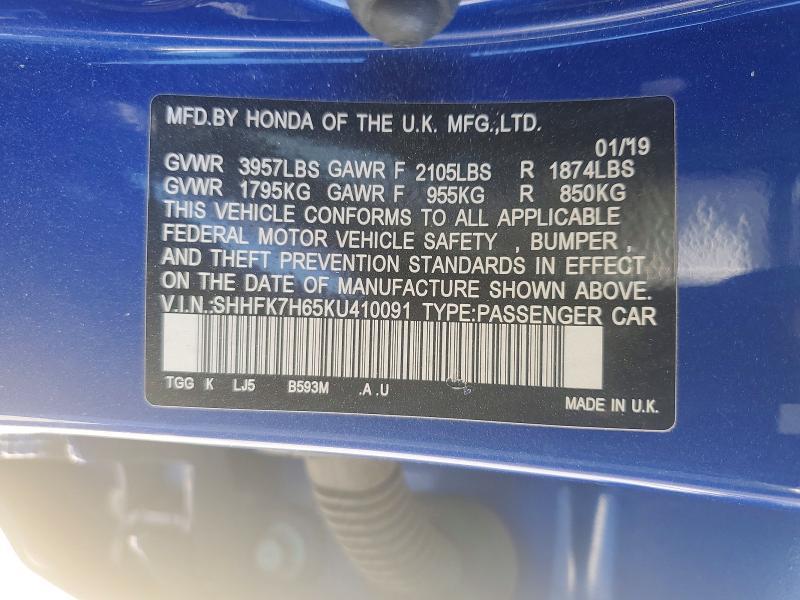 MFD.BY HONDA OF THE U.K. MFG.,LTD.
01/'19
GVWR 3957LBS GAWR F 2105LBS R 1874LBS
GVWR 1795KG GAWR F 955KG R 850KG
THIS VEHICLE CONFORMS TO ALL APPLICABLE
FEDERAL MOTOR VEHICLE SAFETY , BUMPER ,
AND THEFT PREVENTION STANDARDS IN EFFECT
ON THE DATE OF MANUFACTURE SHOWN ABOVE.
V.I.N.:SHHFK7H65KU410091 TYPE:PASSENGER CAR
TGG K LJ5 B593M .A .U
MADE IN U.K.